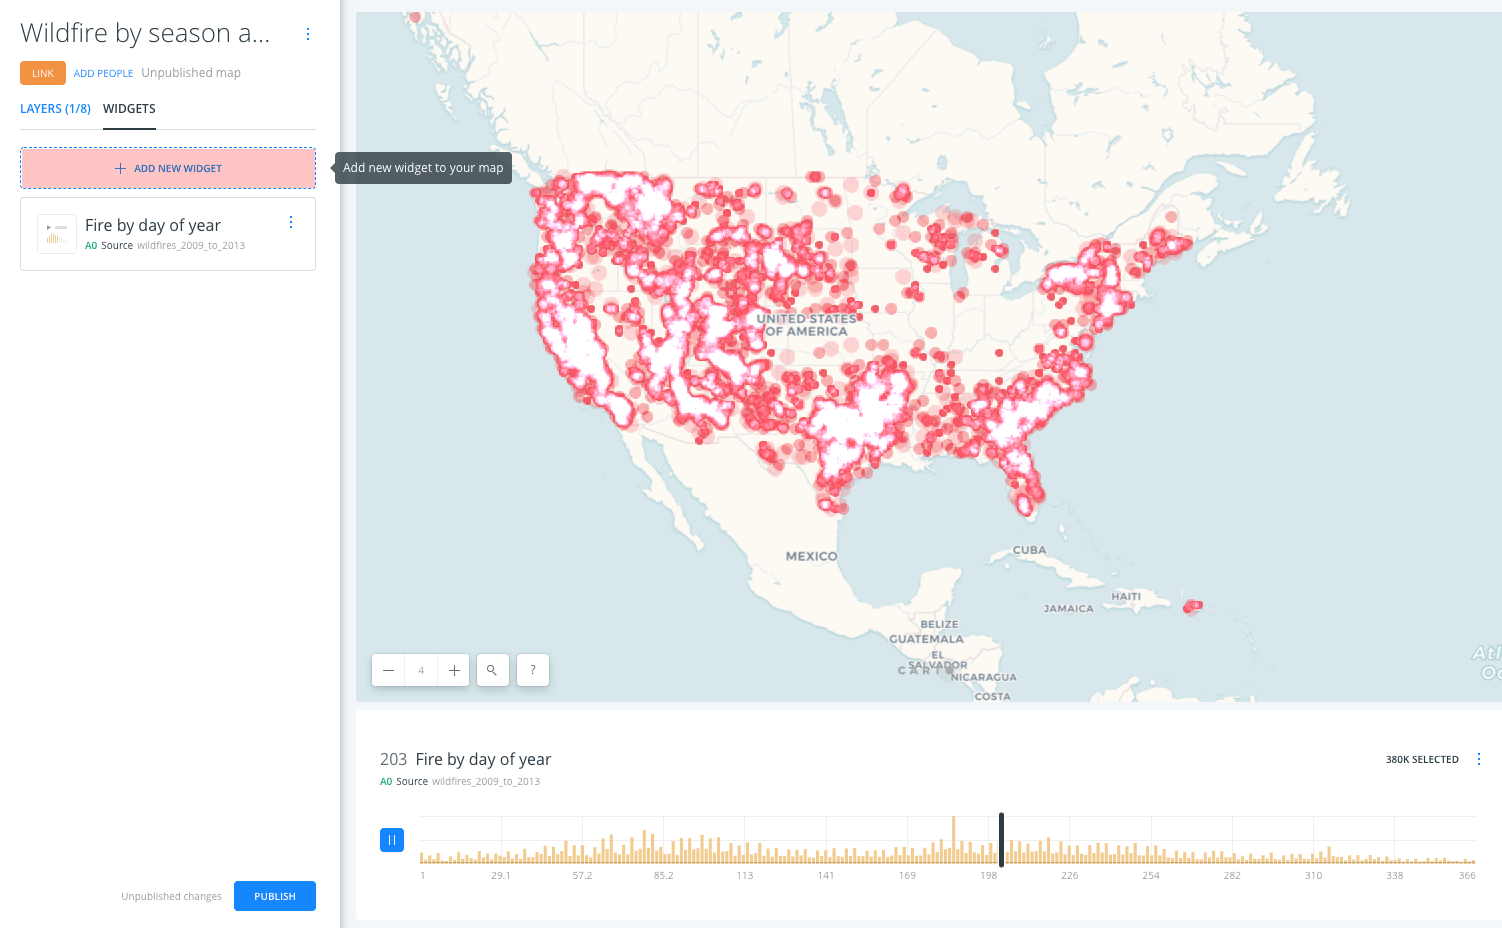 Wildfire by season a...
LINK ADD PEOPLE Unpublished map
LAYERS (1/8) WIDGETS
ADD NEW WIDGET
Add new widget to your map
Fire by day of year
A0 Source wildfires_2009_to_2013
Unpublished changes PUBLISH
UNITED STATES
OF AMERICA
MEXICO
CUBA
HAITI
JAMAICA
BELIZE
GUATEMALA
EL
SALVADOR
CARTO
NICARAGUA
COSTA
Atl
Oc
4 ?
203 Fire by day of year
380K SELECTED
A0 Source wildfires_2009_to_2013
1 29.1 57.2 85.2 113 141 169 198 226 254 282 310 338 366